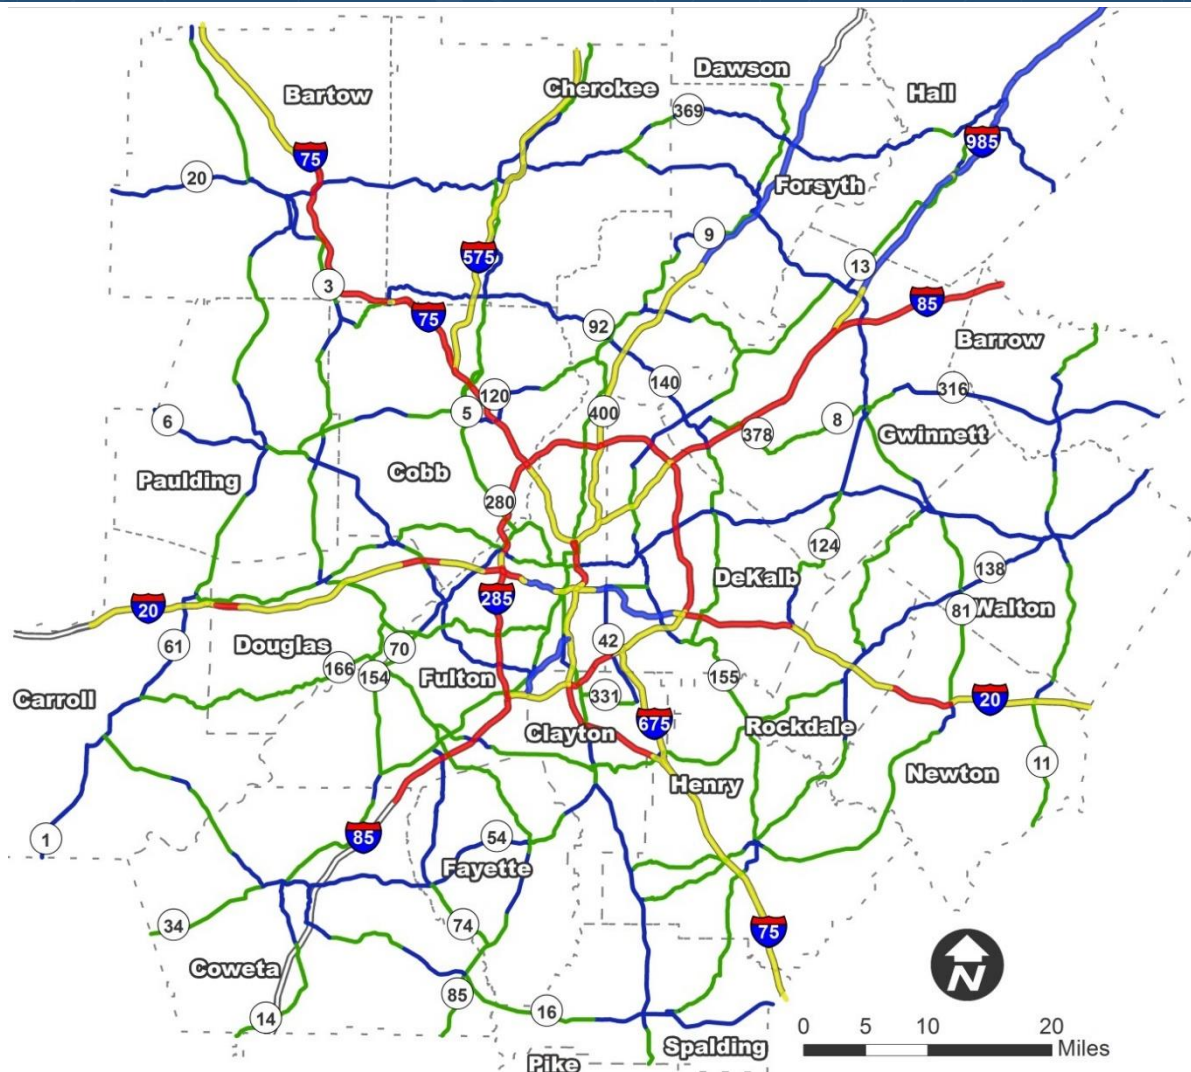 Dawson
Bartow
Cherokee
Hall
369
985
75
20
Forsyth
9
575
13
3
85
75
92
Barrow
140
120
316
5
400
6
8
378
Gwinnett
Cobb
Paulding
280
124
138
DeKalb
285
20
81
Walton
42
61
Douglas
70
166
154
Fulton
155
Carroll
331
20
675
Clayton
Rockdale
11
Newton
Henry
1
85
54
Fayette
34
74
75
N
Coweta
85
16
14
0 5 10 20
Miles
Spalding
Pike